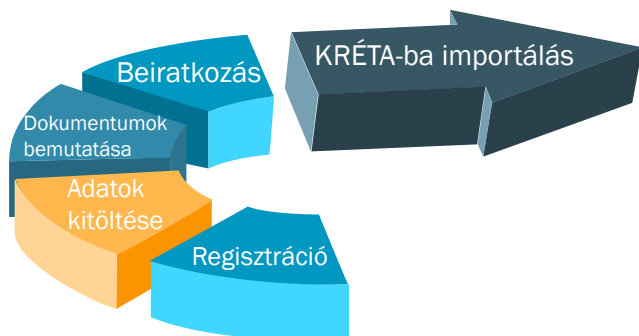 KRÉTA-ba importálás
Beiratkozás
Dokumentumok
bemutatása
Adatok
kitöltése
Regisztráció